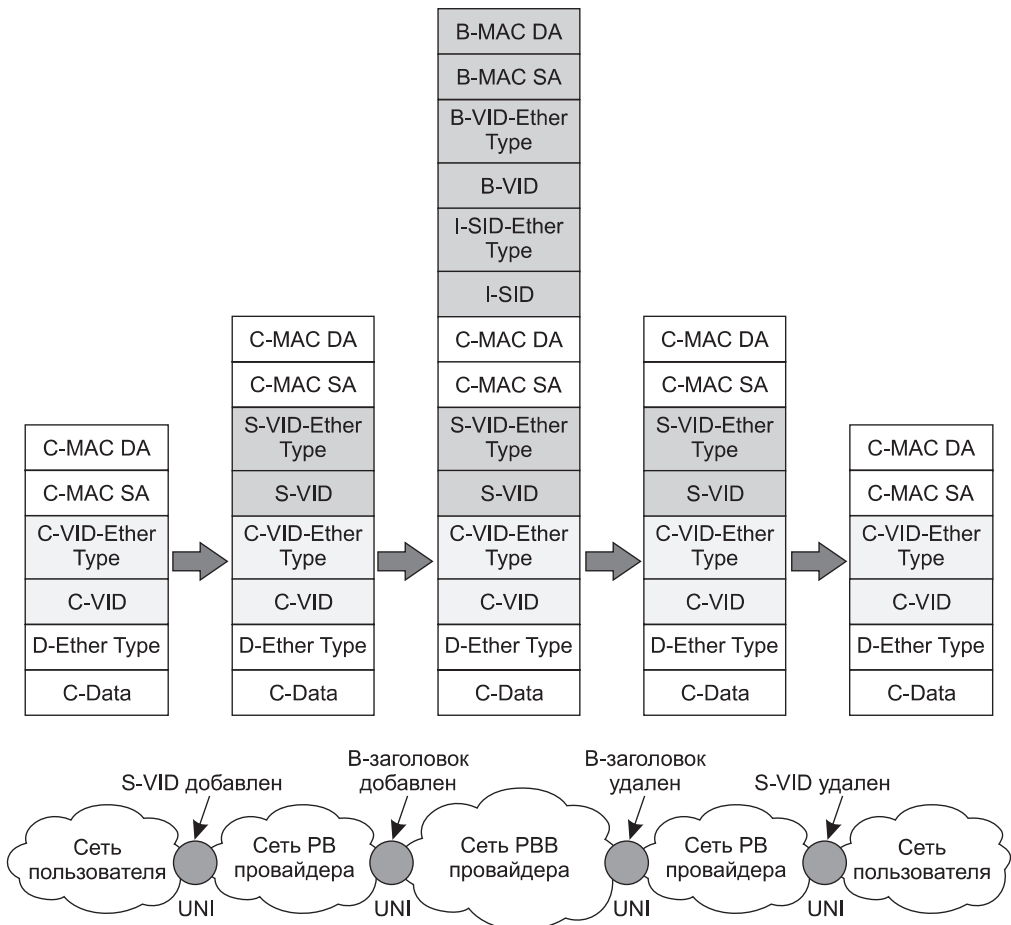 C-MAC DA
C-MAC SA
C-VID-Ether
Type
C-VID
D-Ether Type
C-Data
C-MAC DA
C-MAC SA
S-VID-Ether
Type
S-VID
C-VID-Ether
Type
C-VID
D-Ether Type
C-Data
B-MAC DA
B-MAC SA
B-VID-Ether
Type
B-VID
I-SID-Ether
Type
I-SID
C-MAC DA
C-MAC SA
S-VID-Ether
Type
S-VID
C-VID-Ether
Type
C-VID
D-Ether Type
C-Data
C-MAC DA
C-MAC SA
S-VID-Ether
Type
S-VID
C-VID-Ether
Type
C-VID
D-Ether Type
C-Data
C-MAC DA
C-MAC SA
C-VID-Ether
Type
C-VID
D-Ether Type
C-Data
S-VID добавлен
B-заголовок
добавлен
B-заголовок
удален
S-VID удален
Сеть
пользователя
Сеть PB
провайдера
Сеть PBB
провайдера
Сеть PB
провайдера
Сеть
пользователя
UNI
UNI
UNI
UNI